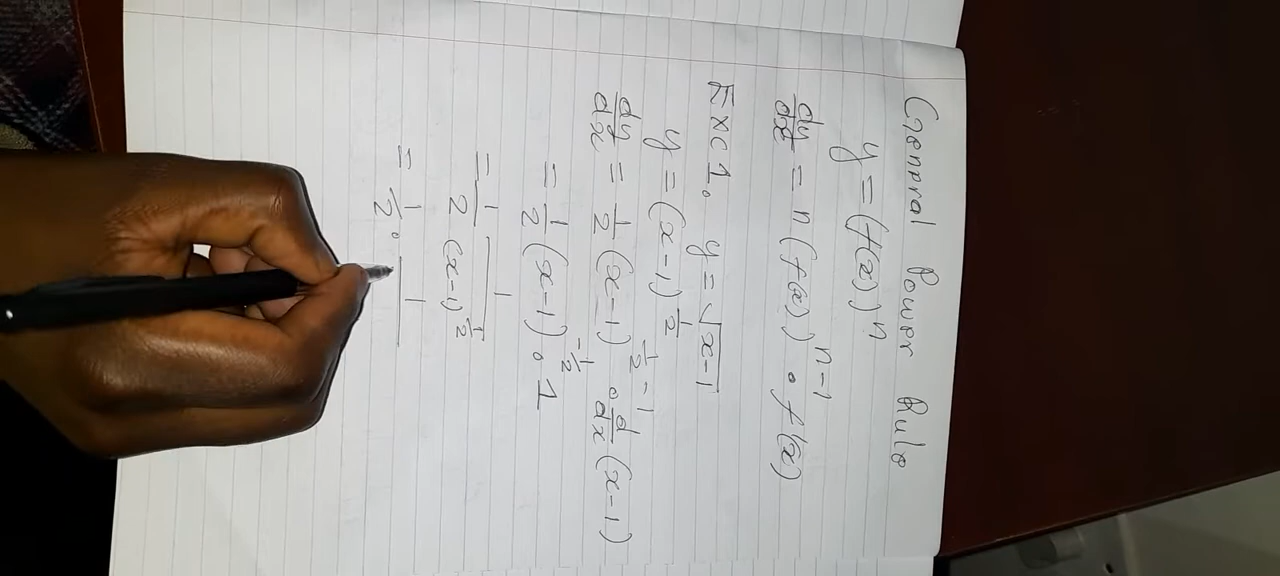 General Power Rule
y = (f(x))^n
dy/dx = n(f(x))^{n-1} · f'(x)
Exc 1. y = √(x-1)
y = (x-1)^{1/2}
dy/dx = 1/2 (x-1)^{1/2 - 1} · d/dx (x-1)
= 1/2 (x-1)^{-1/2} · 1
= 1/2 1/(x-1)^{1/2}
= 1/2 · 1/